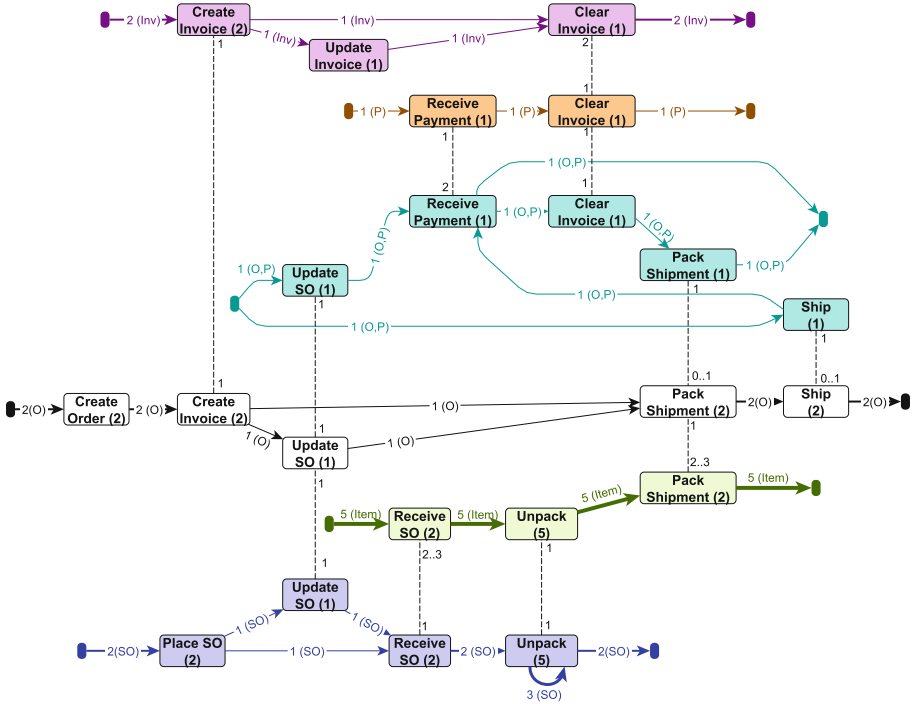 2 (Inv)
Create
Invoice (2)
1 (Inv)
Clear
Invoice (1)
2 (Inv)
1 (Inv)
1 (Inv)
Update
Invoice (1)
1
2
1
1 (P)
Receive
Payment (1)
1 (P)
Clear
Invoice (1)
1 (P)
1
1
1 (O,P)
2
1
Receive
Payment (1)
1 (O,P)
Clear
Invoice (1)
1 (O,P)
1 (O,P)
1 (O,P)
Update
SO (1)
Pack
Shipment (1)
1 (O,P)
1
1
1 (O,P)
Ship
(1)
1 (O,P)
1
1
0..1
0..1
2(O)
Create
Order (2)
2 (O)
Create
Invoice (2)
1 (O)
Pack
Shipment (2)
2(O)
Ship
(2)
2(O)
1 (O)
1
1 (O)
1
Update
SO (1)
1
2..3
5 (Item)
Pack
Shipment (2)
5 (Item)
5 (Item)
Receive
SO (2)
5 (Item)
Unpack
(5)
2..3
1
1
Update
SO (1)
1 (SO)
1 (SO)
1
1
2(SO)
Place SO
(2)
1 (SO)
Receive
SO (2)
2 (SO)
Unpack
(5)
2(SO)
3 (SO)